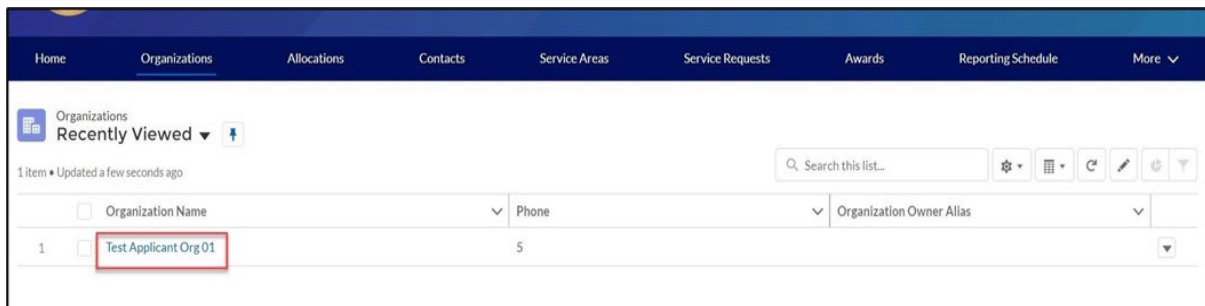 Home Organizations Allocations Contacts Service Areas Service Requests Awards Reporting Schedule More
Organizations
Recently Viewed
1 item • Updated a few seconds ago
Search this list...
Organization Name Phone Organization Owner Alias
1 Test Applicant Org 01 5